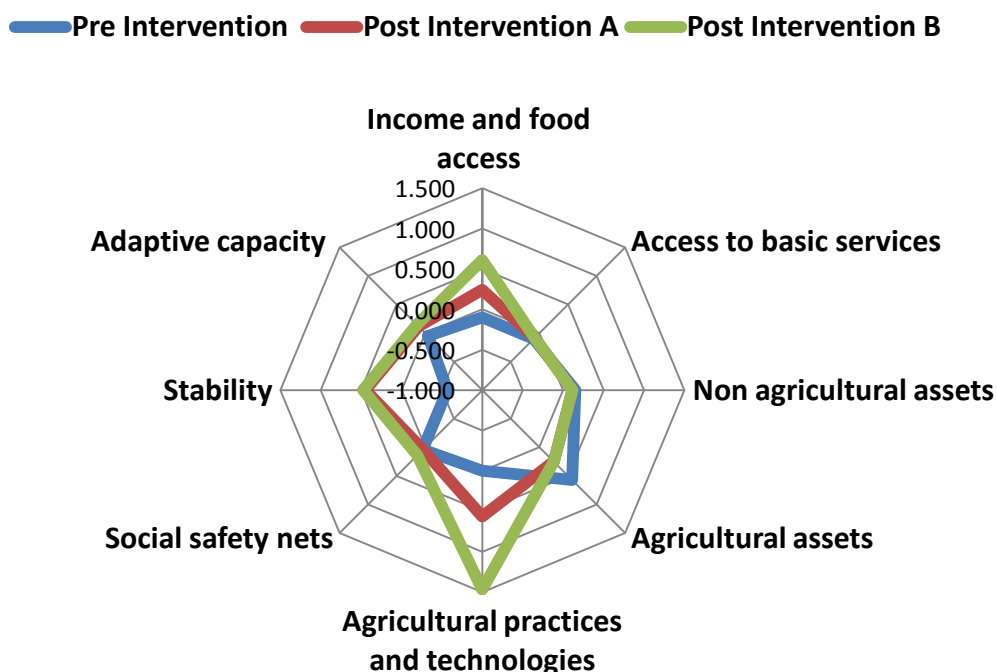 Pre Intervention Post Intervention A Post Intervention B
Income and food
access
1.500
1.000
0.500
0.000
-0.500
-1.000
Adaptive capacity
Access to basic services
Stability
Non agricultural assets
Social safety nets
Agricultural assets
Agricultural practices
and technologies